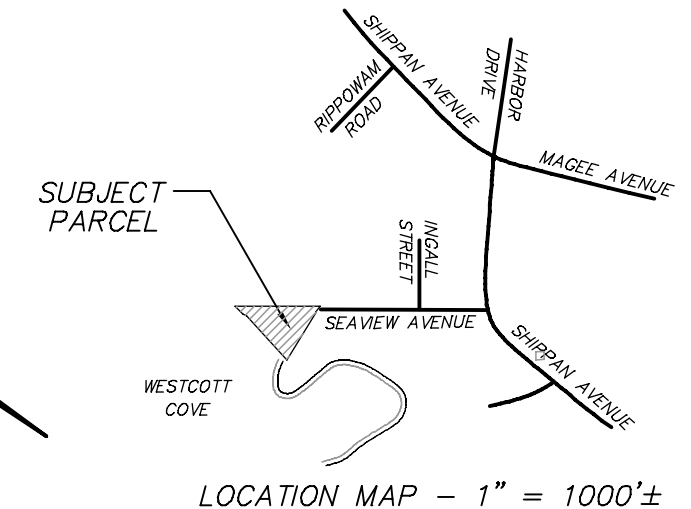 SHIPPAN AVENUE
HARBOR
DRIVE
RIPPOWAM
ROAD
MAGEE AVENUE
SUBJECT
PARCEL
INGALL
STREET
SEAVIEW AVENUE
SHIPPAN AVENUE
WESTCOTT
COVE
LOCATION MAP - 1" = 1000'±